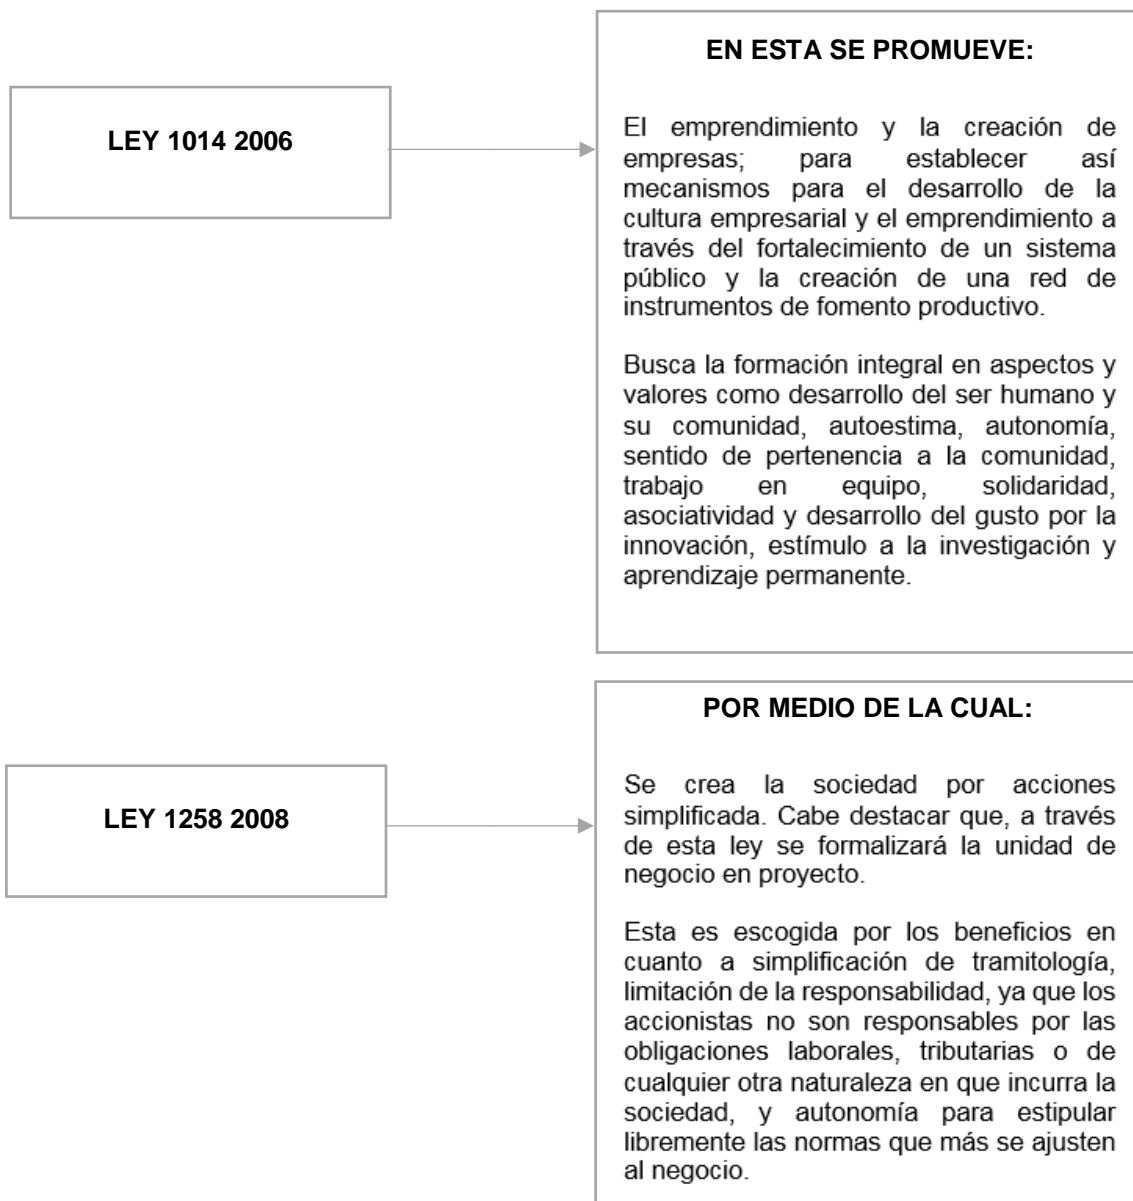 LEY 1014 2006
EN ESTA SE PROMUEVE:
El emprendimiento y la creación de
empresas; para establecer así
mecanismos para el desarrollo de la
cultura empresarial y el emprendimiento a
través del fortalecimiento de un sistema
público y la creación de una red de
instrumentos de fomento productivo.
Busca la formación integral en aspectos y
valores como desarrollo del ser humano y
su comunidad, autoestima, autonomía,
sentido de pertenencia a la comunidad,
trabajo en equipo, solidaridad,
asociatividad y desarrollo del gusto por la
innovación, estímulo a la investigación y
aprendizaje permanente.
LEY 1258 2008
POR MEDIO DE LA CUAL:
Se crea la sociedad por acciones
simplificada. Cabe destacar que, a través
de esta ley se formalizará la unidad de
negocio en proyecto.
Esta es escogida por los beneficios en
cuanto a simplificación de tramitología,
limitación de la responsabilidad, ya que los
accionistas no son responsables por las
obligaciones laborales, tributarias o de
cualquier otra naturaleza en que incurra la
sociedad, y autonomía para estipular
libremente las normas que más se ajusten
al negocio.